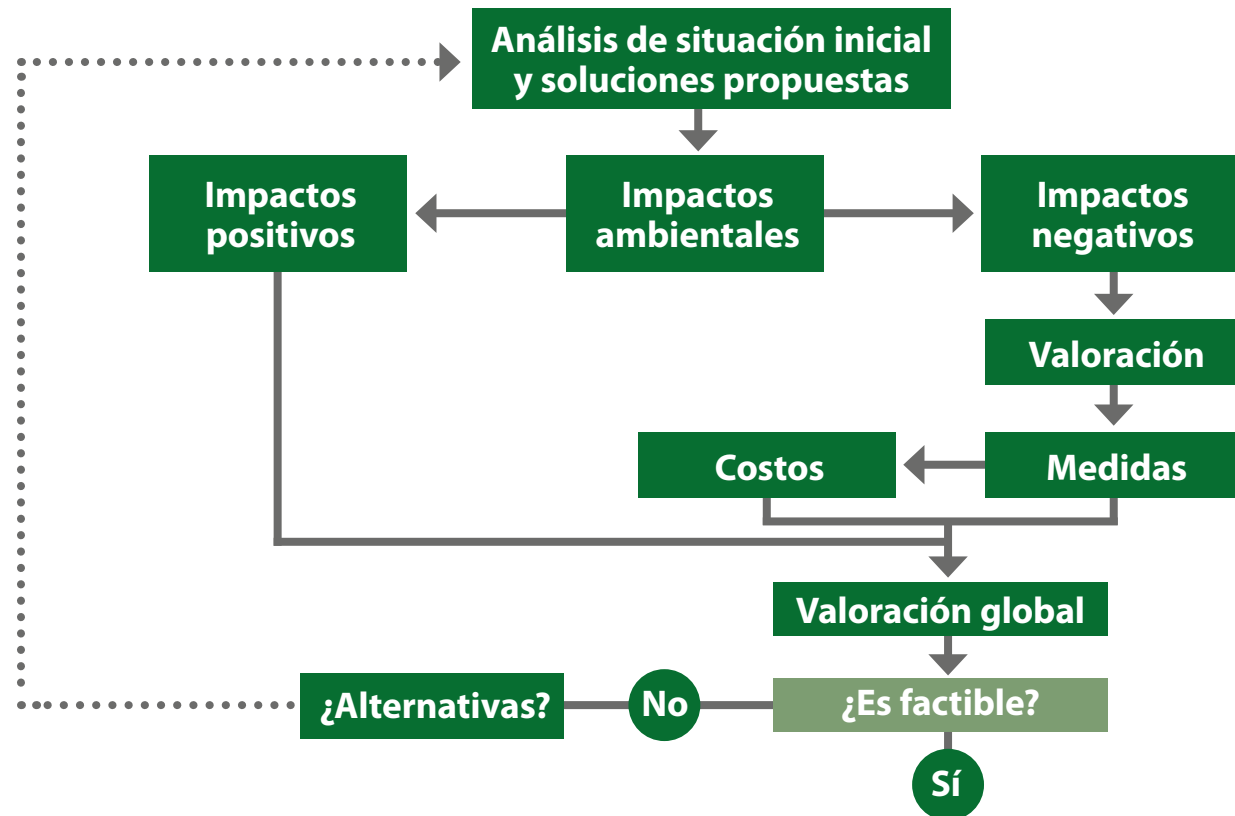 Análisis de situación inicial
y soluciones propuestas
Impactos
positivos
Impactos
ambientales
Impactos
negativos
Valoración
Costos
Medidas
Valoración global
¿Alternativas?
No
¿Es factible?
Sí